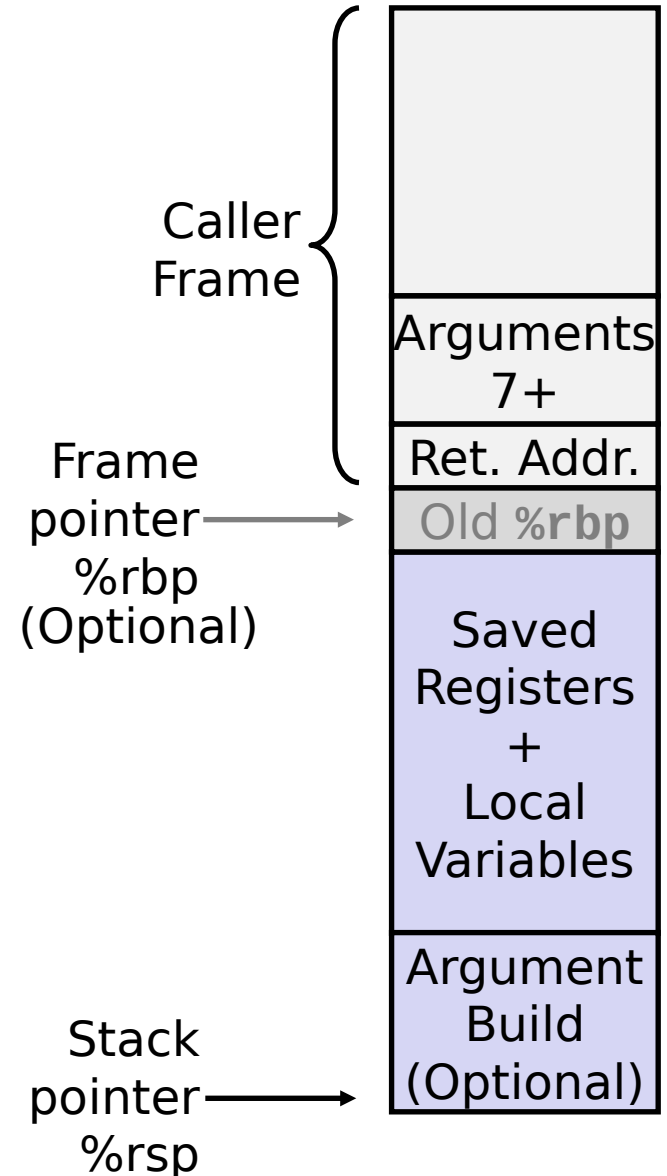 Caller
Frame
Arguments
7+
Ret. Addr.
Frame
pointer
%rbp
(Optional)
Old %rbp
Saved
Registers
+
Local
Variables
Argument
Build
(Optional)
Stack
pointer
%rsp